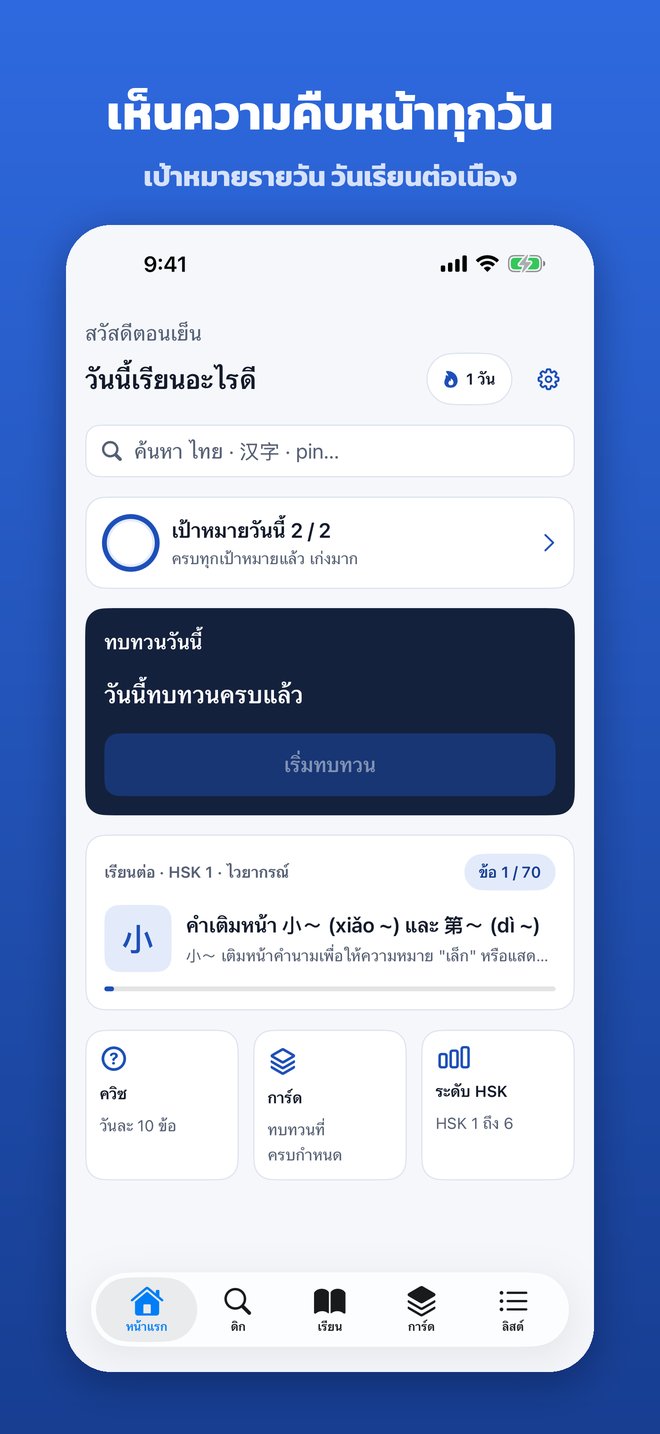 เห็นความคืบหน้าทุกวัน
เป้าหมายรายวัน วันเรียนต่อเนื่อง
9:41
สวัสดีตอนเย็น
วันนี้เรียนอะไรดี
1 วัน
ค้นหา ไทย · 汉字 · pin...
เป้าหมายวันนี้ 2 / 2
ครบทุกเป้าหมายแล้ว เก่งมาก
ทบทวนวันนี้
วันนี้ทบทวนครบแล้ว
เริ่มทบทวน
เรียนต่อ · HSK 1 · ไวยากรณ์
ข้อ 1 / 70
小
คำเติมหน้า 小～ (xiǎo ~) และ 第～ (dì ~)
小～ เติมหน้าคำนามเพื่อให้ความหมาย "เล็ก" หรือแสด...
ควิซ
วันละ 10 ข้อ
การ์ด
ทบทวนที่
ครบกำหนด
ระดับ HSK
HSK 1 ถึง 6
หน้าแรก
ดิก
เรียน
การ์ด
ลิสต์